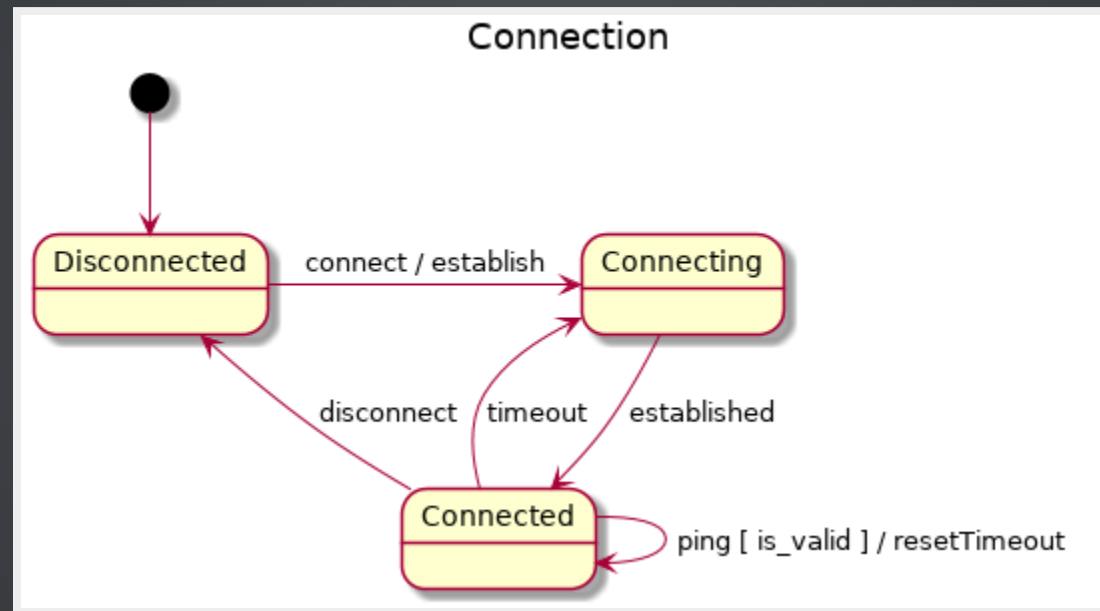 Connection
Disconnected
connect / establish
Connecting
disconnect
timeout
established
Connected
ping [ is_valid ] / resetTimeout